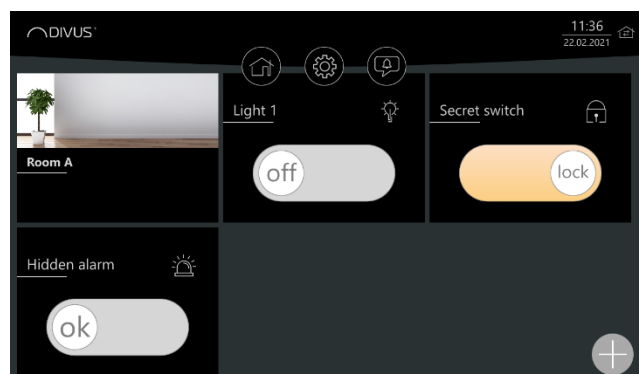 DIVUS
11:36
22.02.2021
Room A
Light 1
off
Secret switch
lock
Hidden alarm
ok